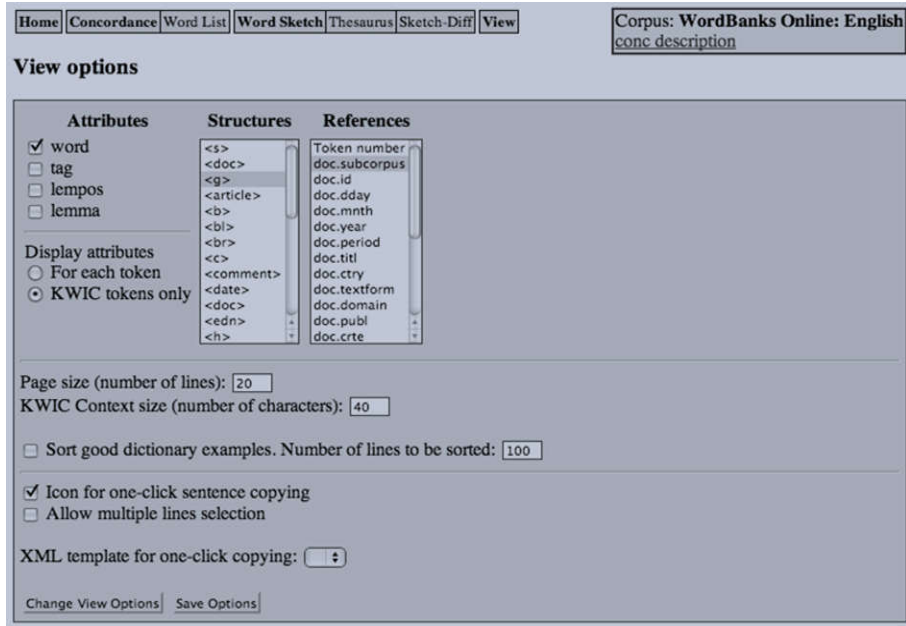 Home Concordance Word List Word Sketch Thesaurus Sketch-Diff View
Corpus: WordBanks Online: English
conc description
View options
Attributes
word
tag
lempos
lemma
Display attributes
For each token
KWIC tokens only
Structures
<s>
<doc>
<g>
<article>
<b>
<bl>
<br>
<c>
<comment>
<date>
<doc>
<edn>
<h>
References
Token number
doc.subcorpus
doc.id
doc.dday
doc.mnth
doc.year
doc.period
doc.titl
doc.ctry
doc.textform
doc.domain
doc.publ
doc.crte
Page size (number of lines): 20
KWIC Context size (number of characters): 40
Sort good dictionary examples. Number of lines to be sorted: 100
Icon for one-click sentence copying
Allow multiple lines selection
XML template for one-click copying:
Change View Options Save Options